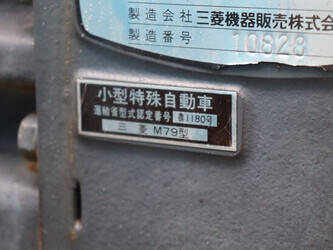 製造会社 三菱機器販売株式会
製造番号 10828
小型特殊自動車
運輸省型式認定番号 農1180号
三菱 M79型